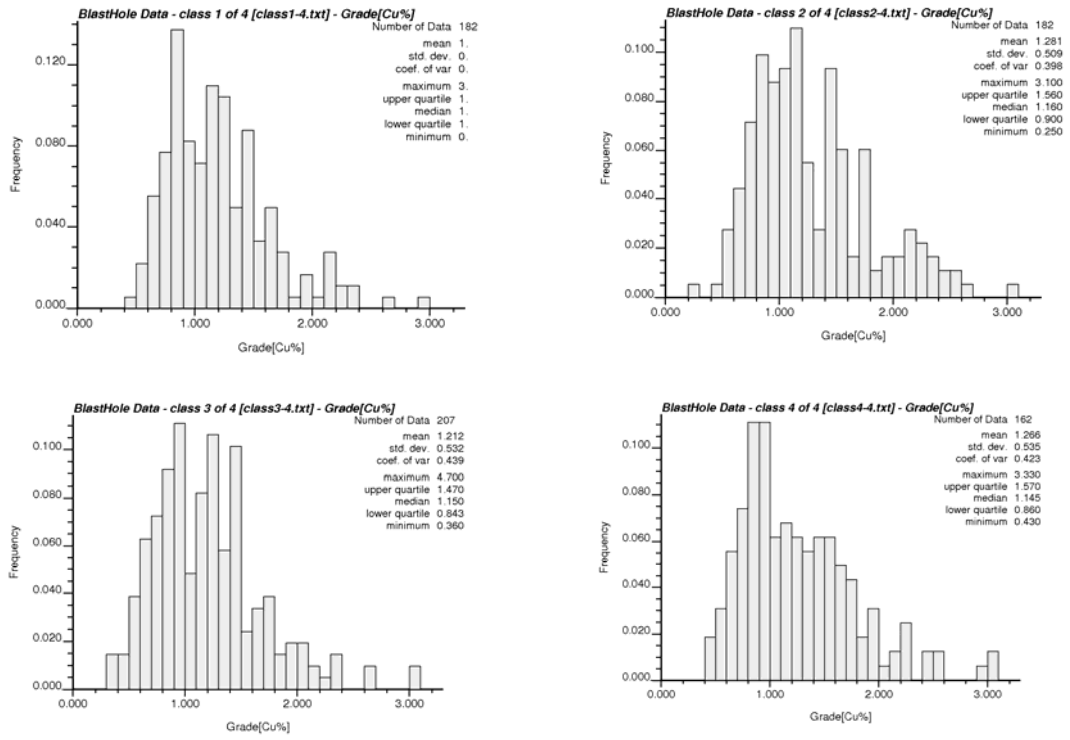 BlastHole Data - class 1 of 4 [class1-4.txt] - Grade[Cu%]
Number of Data 182
mean 1.
std. dev. 0.
coef. of var 0.
maximum 3.
upper quartile 1.
median 1.
lower quartile 1.
minimum 0.
Frequency
0.120
0.080
0.040
0.000
0.000 1.000 2.000 3.000
Grade[Cu%]
BlastHole Data - class 2 of 4 [class2-4.txt] - Grade[Cu%]
Number of Data 182
mean 1.281
std. dev. 0.509
coef. of var 0.398
maximum 3.100
upper quartile 1.560
median 1.160
lower quartile 0.900
minimum 0.250
Frequency
0.100
0.080
0.060
0.040
0.020
0.000
0.000 1.000 2.000 3.000
Grade[Cu%]
BlastHole Data - class 3 of 4 [class3-4.txt] - Grade[Cu%]
Number of Data 207
mean 1.212
std. dev. 0.532
coef. of var 0.439
maximum 4.700
upper quartile 1.470
median 1.150
lower quartile 0.843
minimum 0.360
Frequency
0.100
0.080
0.060
0.040
0.020
0.000
0.000 1.000 2.000 3.000
Grade[Cu%]
BlastHole Data - class 4 of 4 [class4-4.txt] - Grade[Cu%]
Number of Data 162
mean 1.266
std. dev. 0.535
coef. of var 0.423
maximum 3.330
upper quartile 1.570
median 1.145
lower quartile 0.860
minimum 0.430
Frequency
0.100
0.080
0.060
0.040
0.020
0.000
0.000 1.000 2.000 3.000
Grade[Cu%]